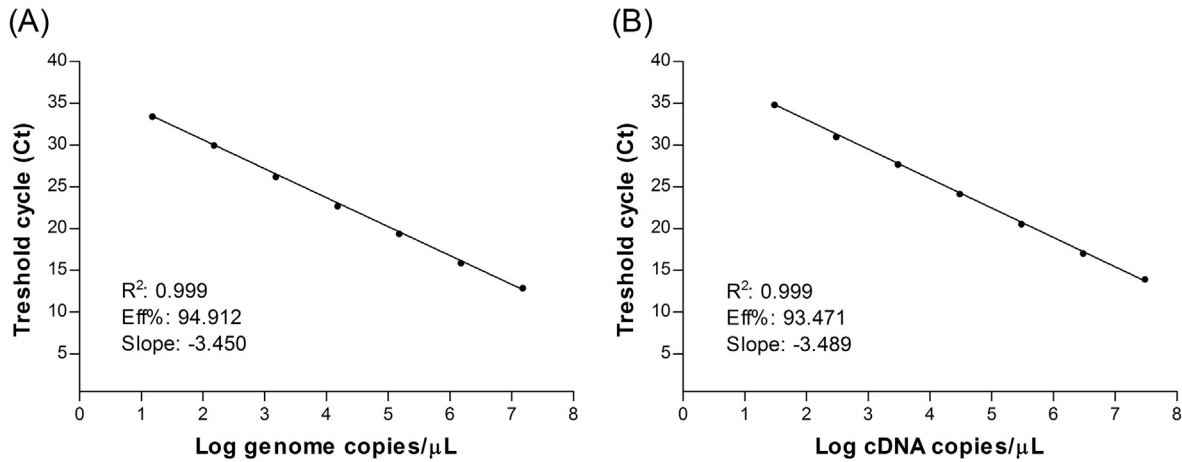 (A)
Treshold cycle (Ct)
40
35
30
25
20
15
10
5
R²: 0.999
Eff%: 94.912
Slope: -3.450
0 1 2 3 4 5 6 7 8
Log genome copies/μL
(B)
Treshold cycle (Ct)
40
35
30
25
20
15
10
5
R²: 0.999
Eff%: 93.471
Slope: -3.489
0 1 2 3 4 5 6 7 8
Log cDNA copies/μL